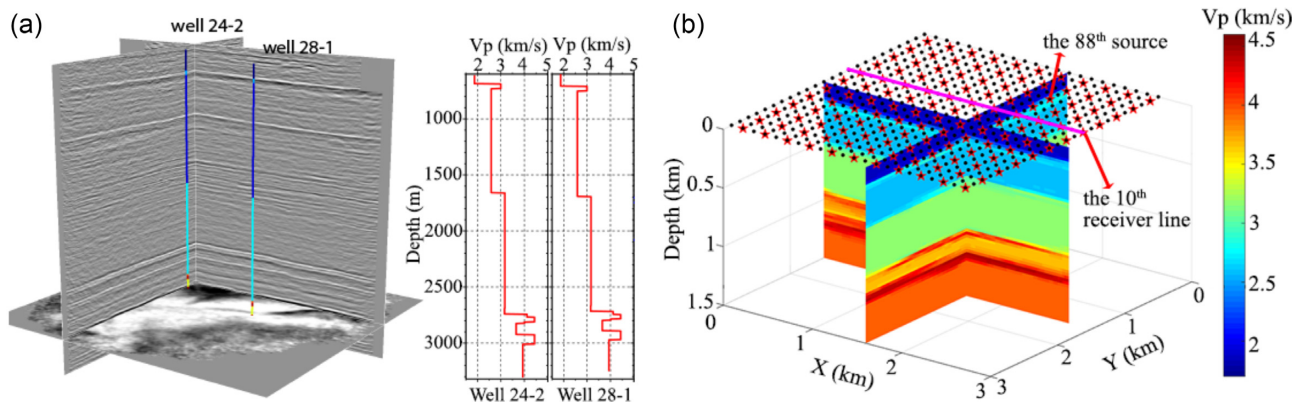 (a)
well 24-2
well 28-1
Vp (km/s)
Vp (km/s)
2 3 4 5
2 3 4 5
Depth (m)
1000
1500
2000
2500
3000
Well 24-2
Well 28-1
(b)
the 88th source
the 10th
receiver line
Depth (km)
0
0.5
1
1.5
0
1
2
3
X (km)
3
2
1
0
Y (km)
Vp (km/s)
4.5
4
3.5
3
2.5
2